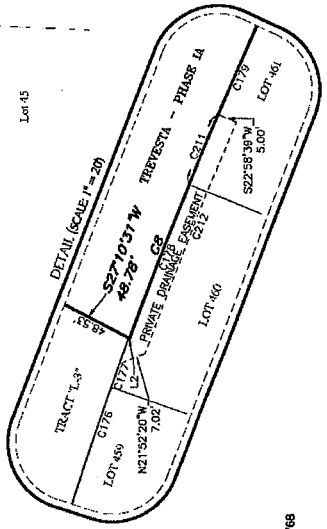 Lot 45
DETAIL (SCALE 1" = 20')
TREVESTA - PHASE IA
S27°10'31"W
48.78'
48.53'
TRACT "L-3"
C8
C176
C177
C178
C211
C179
L2
PRIVATE DRAINAGE EASEMENT
C212
LOT 459
N21°52'20"W
7.02'
LOT 460
LOT 461
S22°58'39"W
5.00'
'68